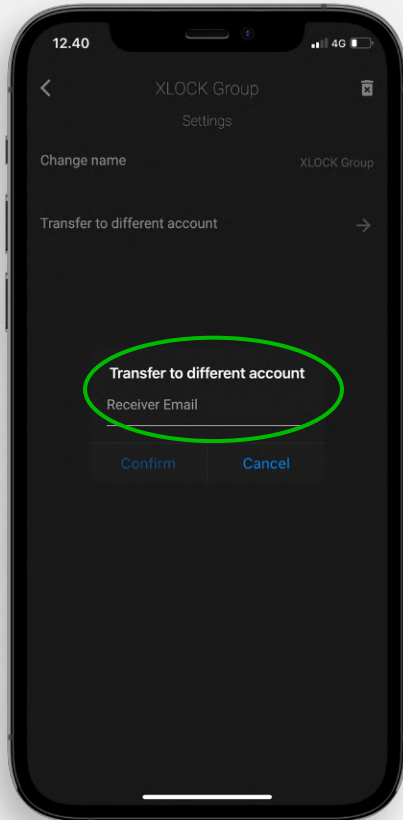 12.40
4G
XLOCK Group
Settings
Change name XLOCK Group
Transfer to different account
Transfer to different account
Receiver Email
Confirm Cancel